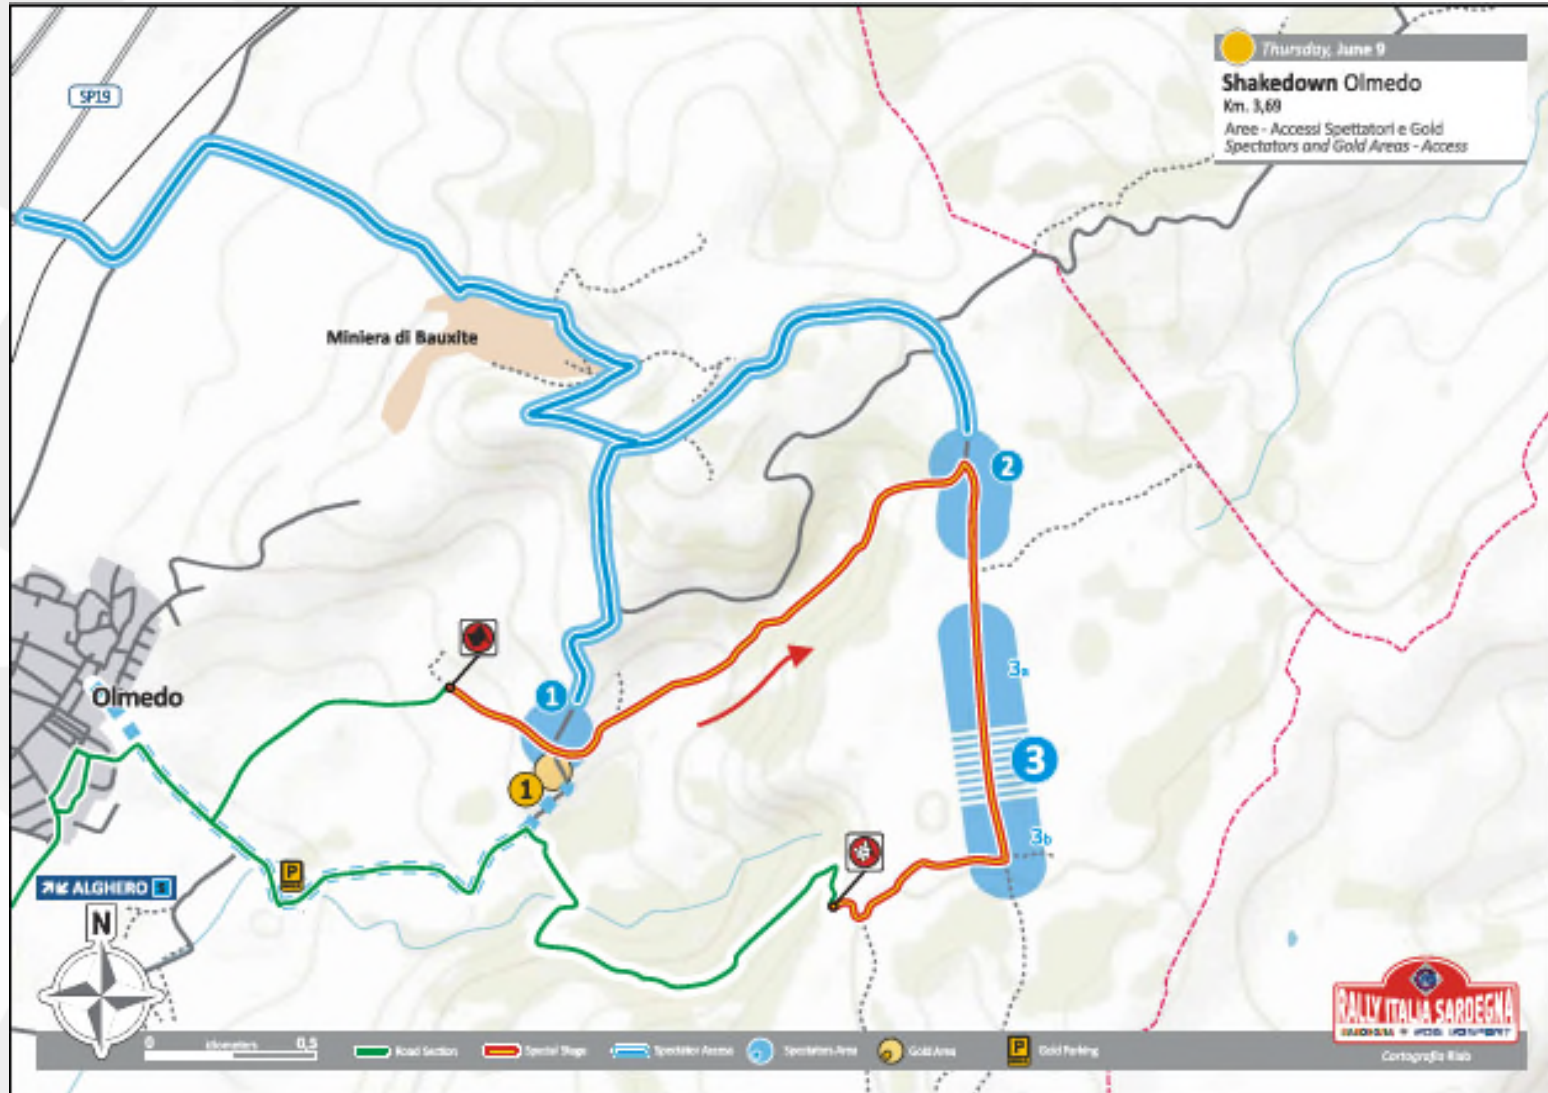 Thursday, June 9
Shakedown Olmedo
Km. 3,69
Aree - Accessi Spettatori e Gold
Spectators and Gold Areas - Access
SP19
Miniera di Bauxite
2
3a
1
Olmedo
3
1
3b
P
ALGHERO
N
RALLY ITALIA SARDEGNA
0 kilometers 0,5
Road Section
Special Stage
Spectator Access
Spectators Area
Gold Area
P
Gold Parking
Cartografia